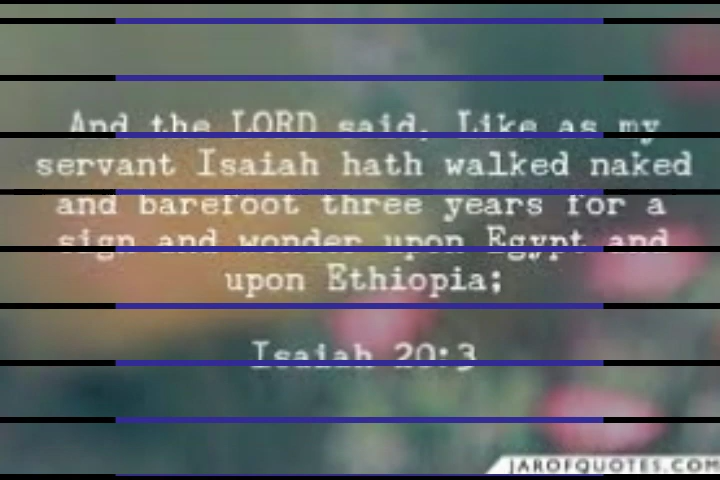 And the LORD said, Like as my
servant Isaiah hath walked naked
and barefoot three years for a
sign and wonder upon Egypt and
upon Ethiopia;
Isaiah 20:3
JAROFQUOTES.COM